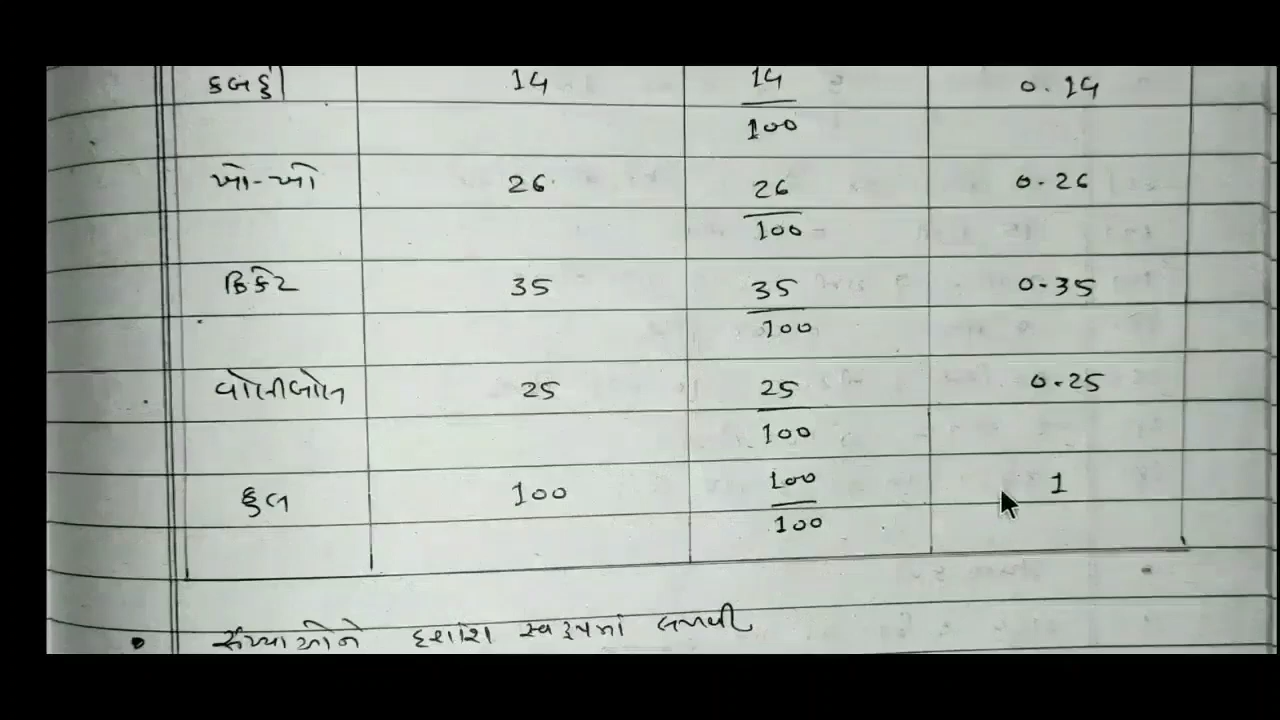 કબડ્ડી 14 14/100 0.14
ખો-ખો 26 26/100 0.26
ક્રિકેટ 35 35/100 0.35
વોલીબોલ 25 25/100 0.25
કુલ 100 100/100 1
• સંખ્યાઓને દશાંશ સ્વરૂપમાં લખવી